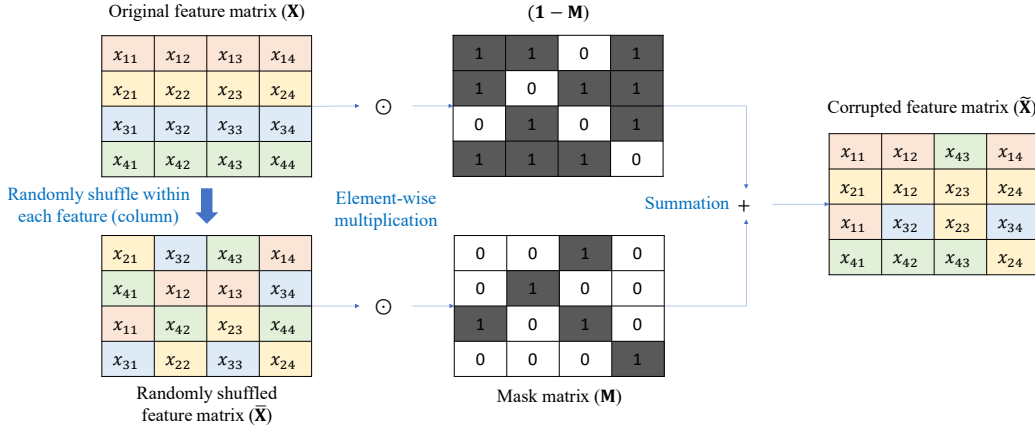 Original feature matrix (X)
x11 x12 x13 x14
x21 x22 x23 x24
x31 x32 x33 x34
x41 x42 x43 x44
Randomly shuffle within
each feature (column)
x21 x32 x43 x14
x41 x12 x13 x34
x11 x42 x23 x44
x31 x22 x33 x24
Randomly shuffled
feature matrix (X̄)
⊙
Element-wise
multiplication
⊙
(1 − M)
1 1 0 1
1 0 1 1
0 1 0 1
1 1 1 0
0 0 1 0
0 1 0 0
1 0 1 0
0 0 0 1
Mask matrix (M)
Summation +
Corrupted feature matrix (X̃)
x11 x12 x43 x14
x21 x12 x23 x24
x11 x32 x23 x34
x41 x42 x43 x24